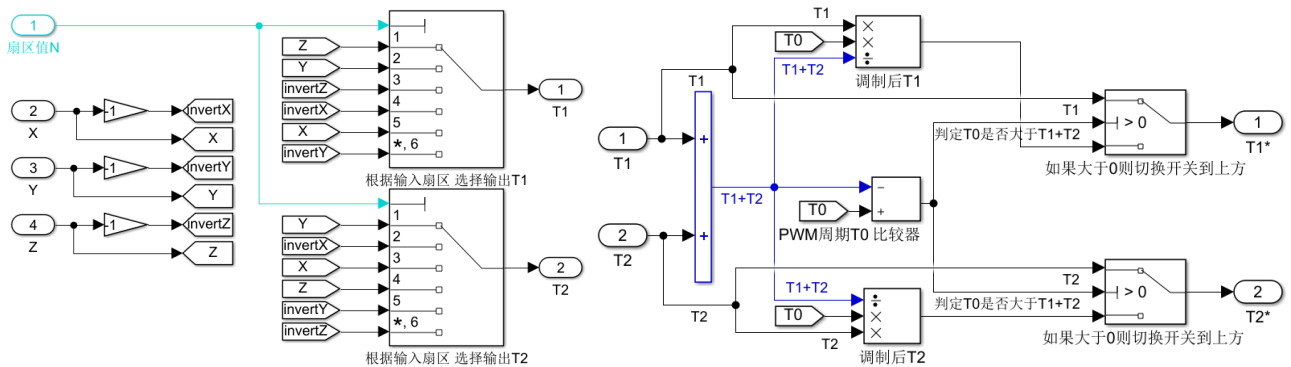 1
扇区值N
2
X
-1
invertX
X
3
Y
-1
invertY
Y
4
Z
-1
invertZ
Z
Z
Y
invertZ
invertX
X
invertY
1
2
3
4
5
*, 6
根据输入扇区 选择输出T1
1
T1
Y
invertX
X
Z
invertY
invertZ
1
2
3
4
5
*, 6
根据输入扇区 选择输出T2
2
T2
1
T1
2
T2
T1
+
+
T2
T1+T2
T1
T0
T1+T2
×
×
÷
调制后T1
T0
−
+
PWM周期T0 比较器
T1+T2
T0
T2
÷
×
×
调制后T2
T1
判定T0是否大于T1+T2
> 0
如果大于0则切换开关到上方
1
T1*
T2
判定T0是否大于T1+T2
> 0
如果大于0则切换开关到上方
2
T2*